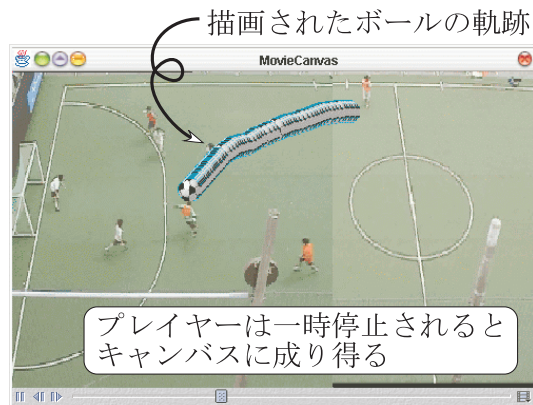 描画されたボールの軌跡
MovieCanvas
プレイヤーは一時停止されると
キャンバスに成り得る